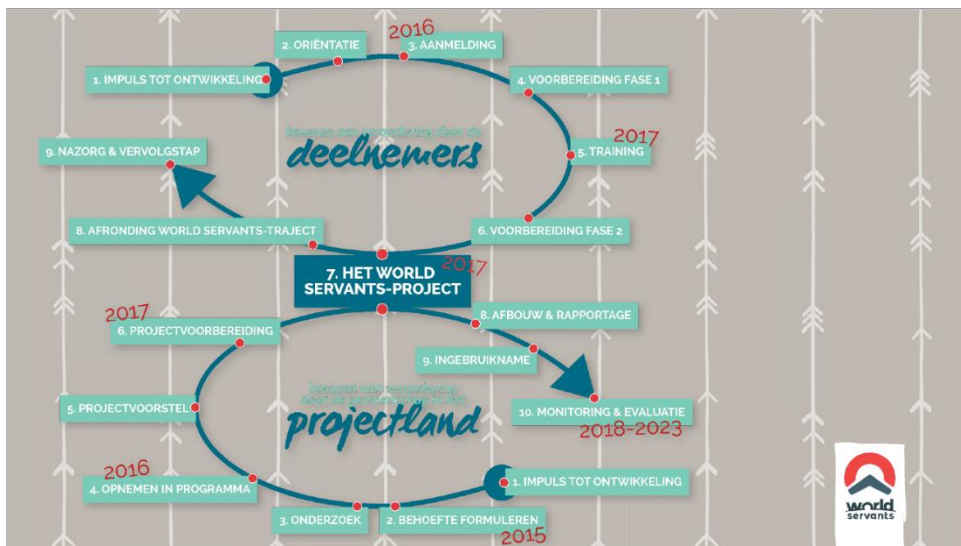 2016
2. ORIËNTATIE
3. AANMELDING
1. IMPULS TOT ONTWIKKELING
4. VOORBEREIDING FASE 1
deelnemers
2017
9. NAZORG & VERVOLGSTAP
5. TRAINING
8. AFRONDING WORLD SERVANTS-TRAJECT
6. VOORBEREIDING FASE 2
7. HET WORLD
SERVANTS-PROJECT
2017
2017
6. PROJECTVOORBEREIDING
8. AFBOUW & RAPPORTAGE
9. INGEBRUIKNAME
5. PROJECTVOORSTEL
projectland
10. MONITORING & EVALUATIE
2018-2023
2016
4. OPNEMEN IN PROGRAMMA
1. IMPULS TOT ONTWIKKELING
3. ONDERZOEK
2. BEHOEFTE FORMULEREN
2015
world
servants